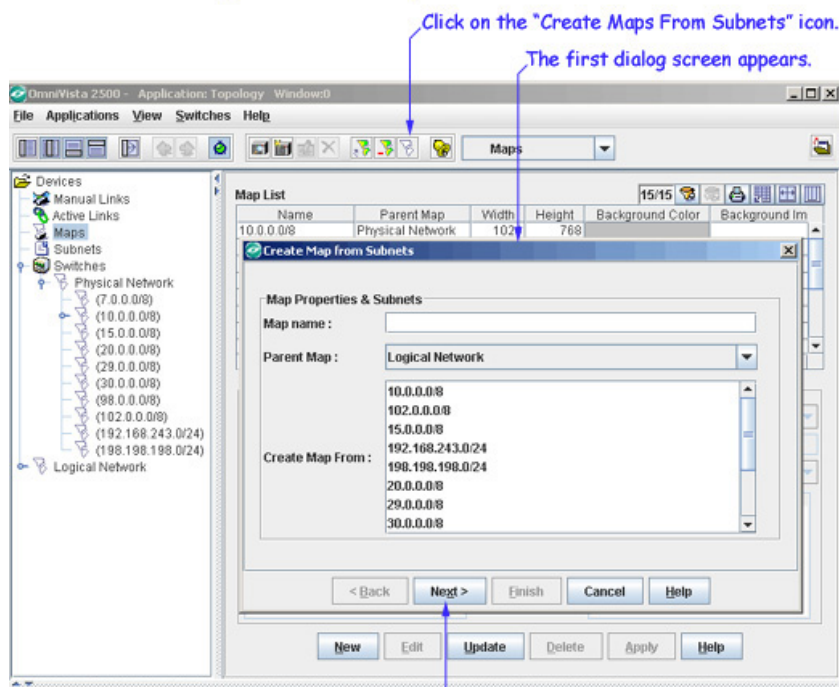 Click on the "Create Maps From Subnets" icon.
The first dialog screen appears.
OmniVista 2500 - Application: Topology Window:0
File Applications View Switches Help
Maps
Devices
Manual Links
Active Links
Maps
Subnets
Switches
Physical Network
(7.0.0.0/8)
(10.0.0.0/8)
(15.0.0.0/8)
(20.0.0.0/8)
(29.0.0.0/8)
(30.0.0.0/8)
(98.0.0.0/8)
(102.0.0.0/8)
(192.168.243.0/24)
(198.198.198.0/24)
Logical Network
Map List
15/15
Name Parent Map Width Height Background Color Background Im
10.0.0.0/8 Physical Network 102 768
Create Map from Subnets
Map Properties & Subnets
Map name :
Parent Map : Logical Network
Create Map From :
10.0.0.0/8
102.0.0.0/8
15.0.0.0/8
192.168.243.0/24
198.198.198.0/24
20.0.0.0/8
29.0.0.0/8
30.0.0.0/8
< Back Next > Finish Cancel Help
New Edit Update Delete Apply Help